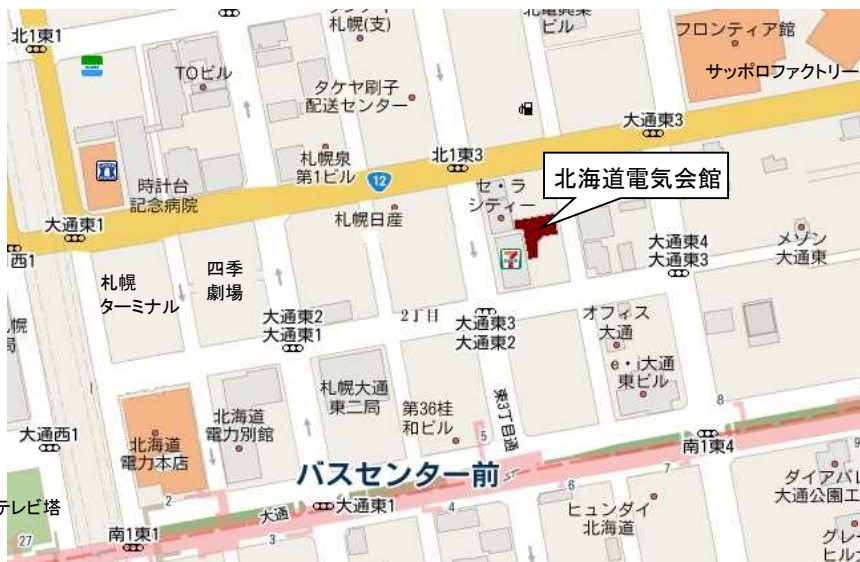 札幌(支)
ビル
フロンティア館
サッポロファクトリー
北1東1
TOビル
タケヤ刷子
配送センター
大通東3
北1東3
札幌泉
第1ビル
12
時計台
記念病院
セ・ラ
シティー
北海道電気会館
札幌日産
大通東1
西1
大通東4
大通東3
メゾン
大通東
札幌
ターミナル
四季
劇場
7
大通東2
大通東1
2丁目
大通東3
大通東2
オフィス
大通
e・i大通
東ビル
札幌大通
東二局
第36桂
和ビル
東3丁目通
北海道
電力本店
北海道
電力別館
大通西1
5
8
南1東4
バスセンター前
ST
6
7
9
ダイアパレ
大通公園エ
テレビ塔
2
大通
大通東1
4
ヒュンダイ
北海道
27
南1東1
3
グレー
ヒル大